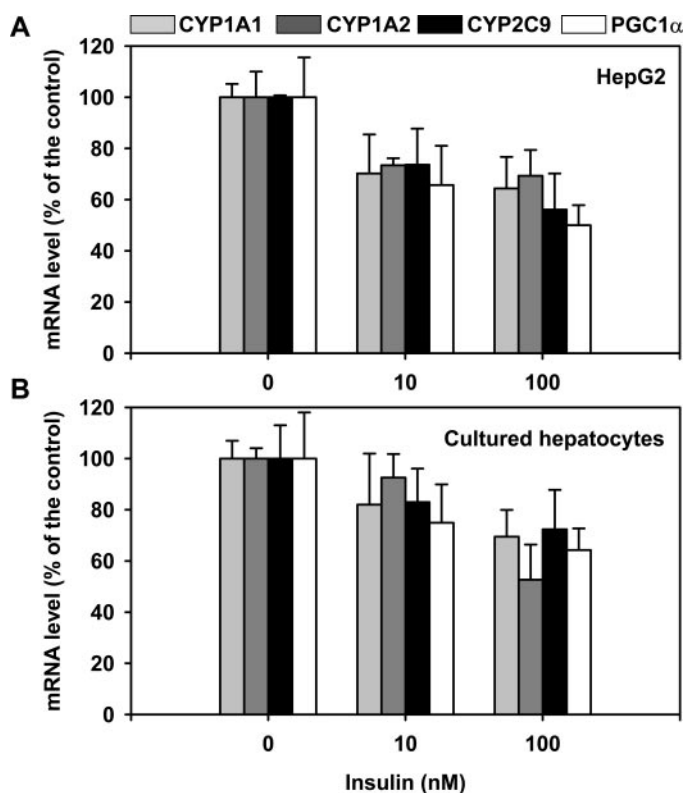 A
CYP1A1 CYP1A2 CYP2C9 PGC1α
HepG2
mRNA level (% of the control)
120
100
80
60
40
20
0
0 10 100
B
Cultured hepatocytes
mRNA level (% of the control)
120
100
80
60
40
20
0
0 10 100
Insulin (nM)